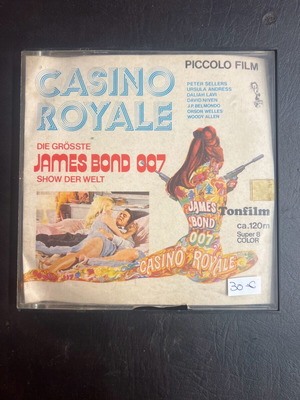 PICCOLO FILM
CASINO
ROYALE
PETER SELLERS
URSULA ANDRESS
DALIAH LAVI
DAVID NIVEN
J.P. BELMONDO
ORSON WELLES
WOODY ALLEN
DIE GRÖSSTE
JAMES BOND 007
SHOW DER WELT
JAMES
BOND
007
CASINO ROYALE
Tonfilm
ca.120m
Super 8
COLOR